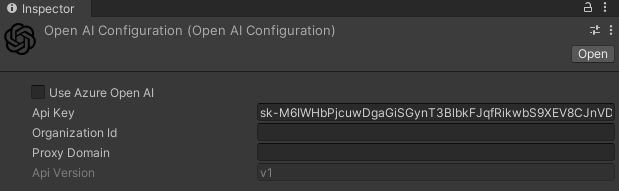 Inspector
Open AI Configuration (Open AI Configuration)
Open
Use Azure Open AI
Api Key
Organization Id
Proxy Domain
Api Version v1